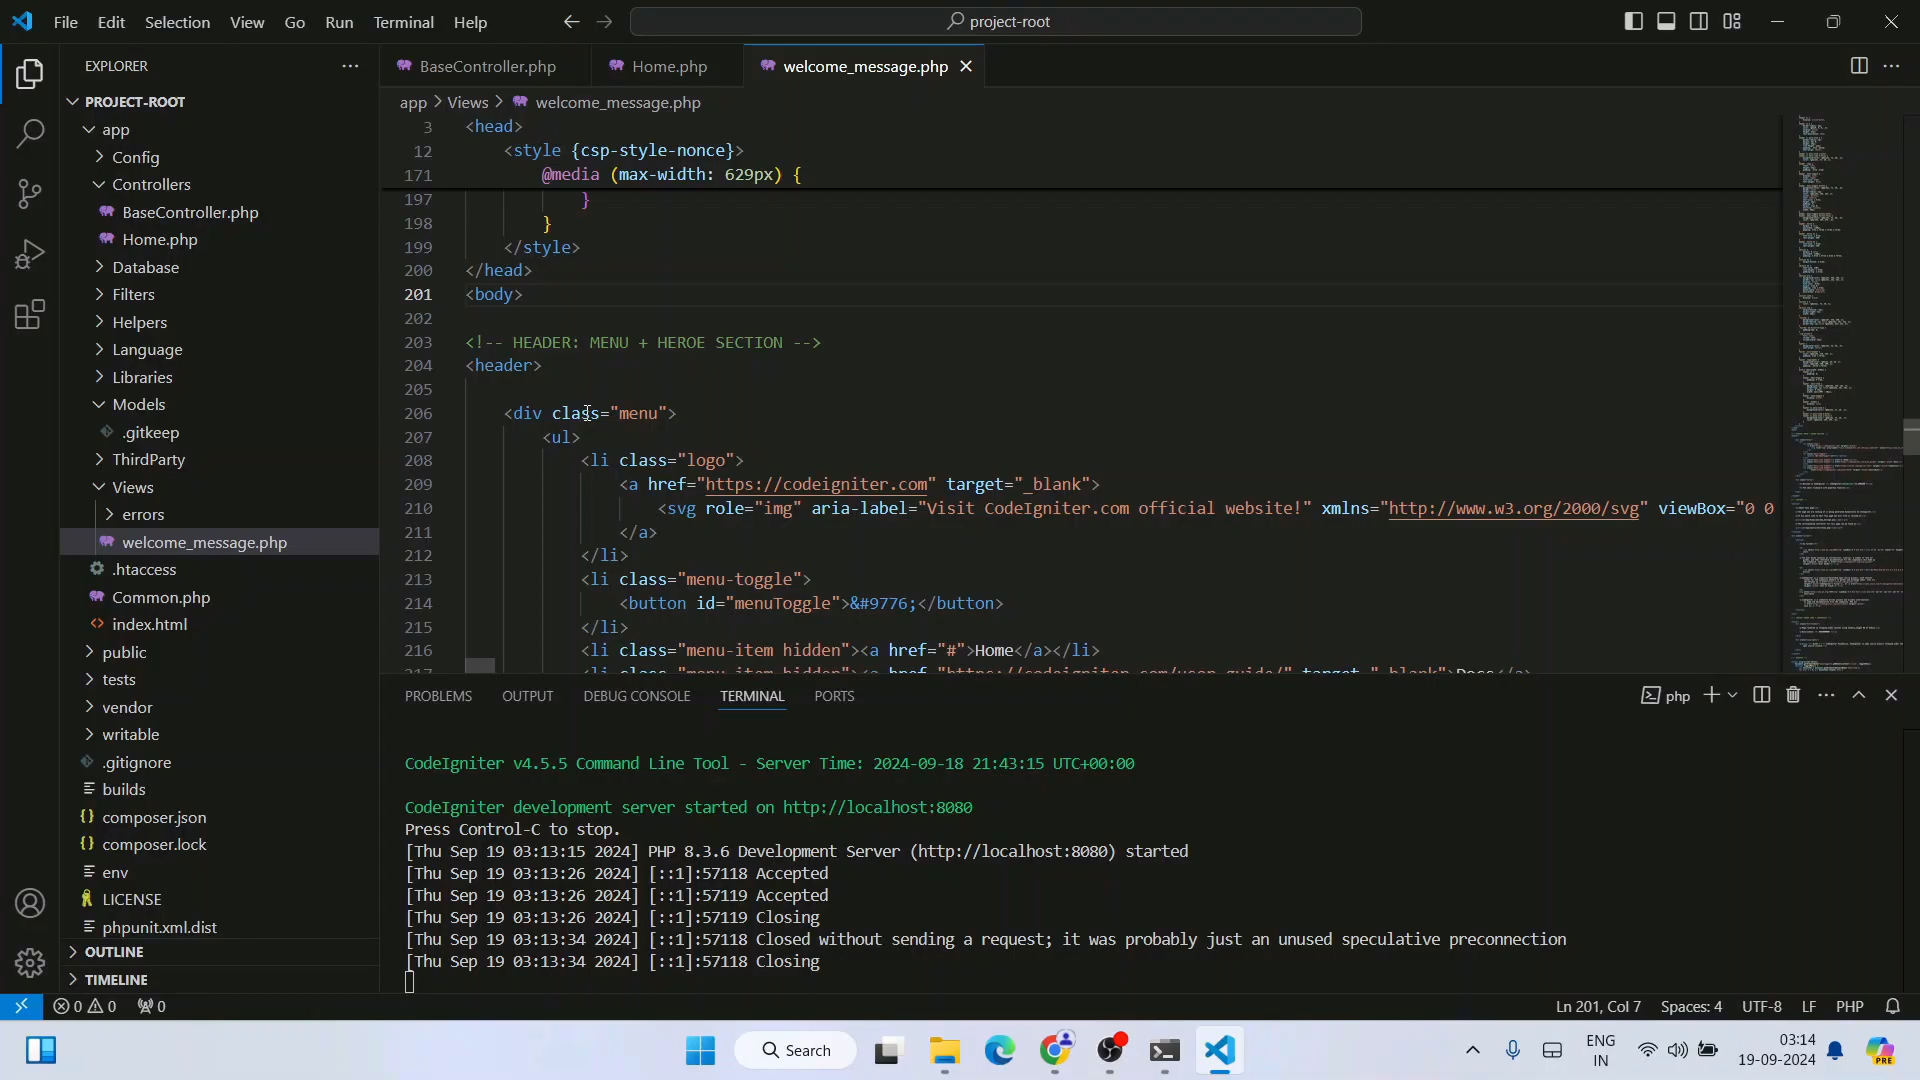 File Edit Selection View Go Run Terminal Help
project-root
EXPLORER
PROJECT-ROOT
app
Config
Controllers
BaseController.php
Home.php
Database
Filters
Helpers
Language
Libraries
Models
.gitkeep
ThirdParty
Views
errors
welcome_message.php
.htaccess
Common.php
index.html
public
tests
vendor
writable
.gitignore
builds
composer.json
composer.lock
env
LICENSE
phpunit.xml.dist
OUTLINE
TIMELINE
BaseController.php Home.php welcome_message.php
app > Views > welcome_message.php
3 <head>
12 <style {csp-style-nonce}>
171 @media (max-width: 629px) {
197 }
198 }
199 </style>
200 </head>
201 <body>
202
203 <!-- HEADER: MENU + HEROE SECTION -->
204 <header>
205
206 <div class="menu">
207 <ul>
208 <li class="logo">
209 <a href="https://codeigniter.com" target="_blank">
210 <svg role="img" aria-label="Visit CodeIgniter.com official website!" xmlns="http://www.w3.org/2000/svg" viewBox="0 0
211 </a>
212 </li>
213 <li class="menu-toggle">
214 <button id="menuToggle">&#9776;</button>
215 </li>
216 <li class="menu-item hidden"><a href="#">Home</a></li>
217 <li class="menu-item hidden"><a href="https://codeigniter.com/user_guide/" target="_blank">Docs</a>
PROBLEMS OUTPUT DEBUG CONSOLE TERMINAL PORTS
php
CodeIgniter v4.5.5 Command Line Tool - Server Time: 2024-09-18 21:43:15 UTC+00:00
CodeIgniter development server started on http://localhost:8080
Press Control-C to stop.
[Thu Sep 19 03:13:15 2024] PHP 8.3.6 Development Server (http://localhost:8080) started
[Thu Sep 19 03:13:26 2024] [::1]:57118 Accepted
[Thu Sep 19 03:13:26 2024] [::1]:57119 Accepted
[Thu Sep 19 03:13:26 2024] [::1]:57119 Closing
[Thu Sep 19 03:13:34 2024] [::1]:57118 Closed without sending a request; it was probably just an unused speculative preconnection
[Thu Sep 19 03:13:34 2024] [::1]:57118 Closing
0 0 0
Ln 201, Col 7 Spaces: 4 UTF-8 LF PHP
Search
ENG
IN
03:14
19-09-2024
PRE